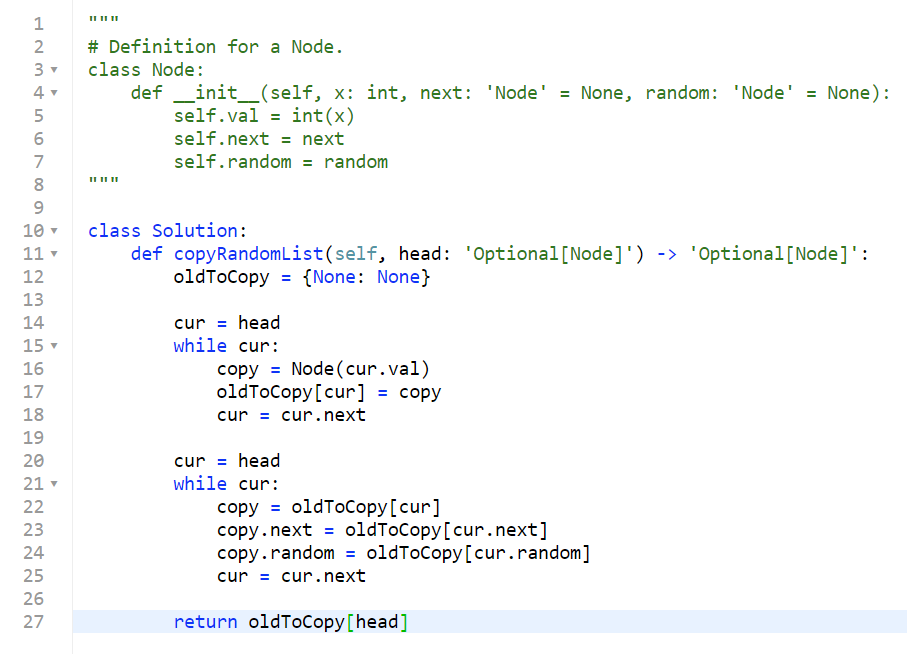 1 """
2 # Definition for a Node.
3 class Node:
4     def __init__(self, x: int, next: 'Node' = None, random: 'Node' = None):
5         self.val = int(x)
6         self.next = next
7         self.random = random
8 """
9
10 class Solution:
11     def copyRandomList(self, head: 'Optional[Node]') -> 'Optional[Node]':
12         oldToCopy = {None: None}
13
14         cur = head
15         while cur:
16             copy = Node(cur.val)
17             oldToCopy[cur] = copy
18             cur = cur.next
19
20         cur = head
21         while cur:
22             copy = oldToCopy[cur]
23             copy.next = oldToCopy[cur.next]
24             copy.random = oldToCopy[cur.random]
25             cur = cur.next
26
27         return oldToCopy[head]